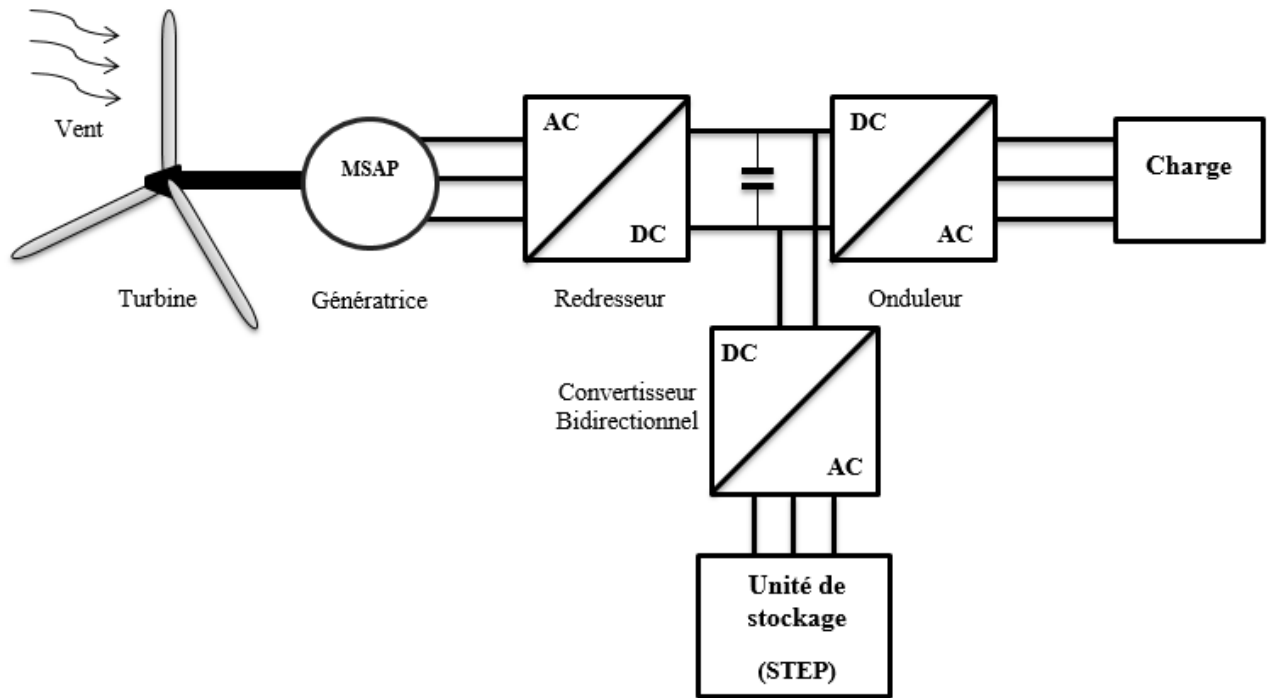 Vent
Turbine
MSAP
Génératrice
AC
DC
Redresseur
DC
AC
Onduleur
Charge
Convertisseur
Bidirectionnel
DC
AC
Unité de
stockage
(STEP)